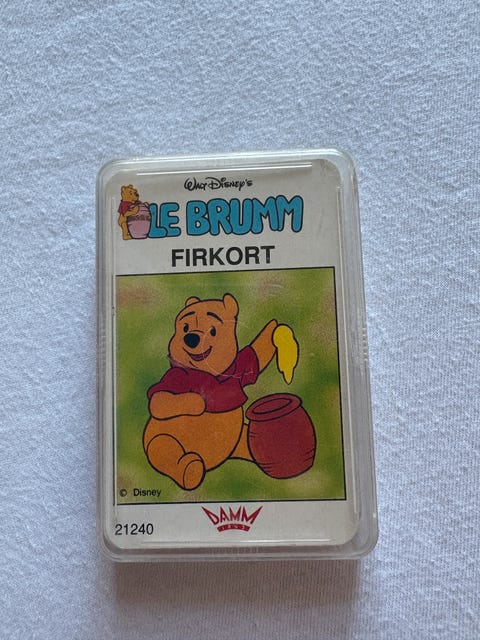 Walt Disney's
OLE BRUMM
FIRKORT
© Disney
DAMM
21240